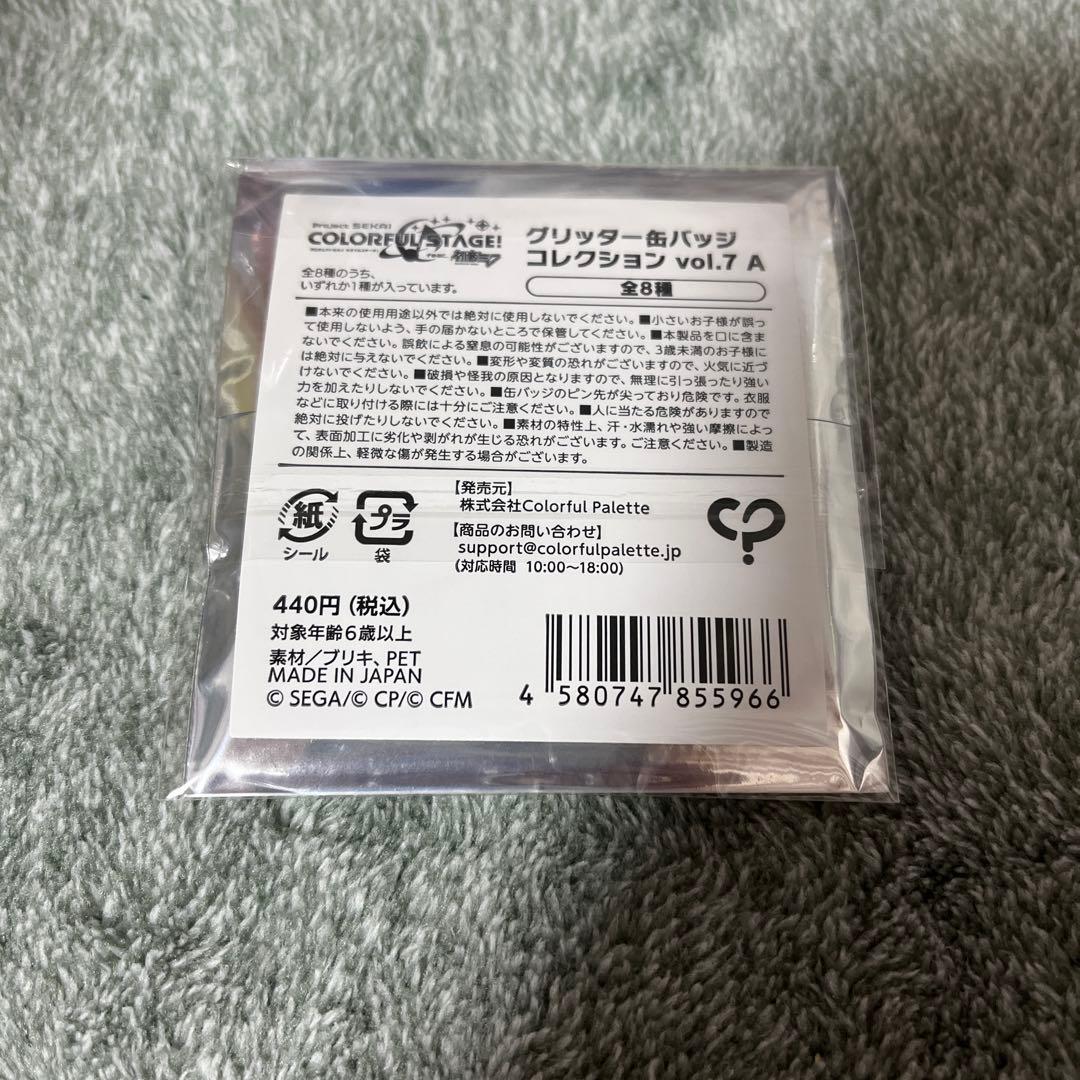 Project SEKAI
COLORFUL STAGE!
feat. 初音ミク
グリッター缶バッジ
コレクション vol.7 A
全8種
全8種のうち、
いずれか1種が入っています。
■本来の使用用途以外では絶対に使用しないでください。■小さいお子様が誤っ
て使用しないよう、手の届かないところで保管してください。■本製品を口に含ま
ないでください。誤飲による窒息の可能性がございますので、3歳未満のお子様に
は絶対に与えないでください。■変形や変質の恐れがございますので、火気に近づ
けないでください。■破損や怪我の原因となりますので、無理に引っ張ったり強い
力を加えたりしないでください。■缶バッジのピン先が尖っており危険です。衣服
などに取り付ける際には十分にご注意ください。■人に当たる危険がありますので
絶対に投げたりしないでください。■素材の特性上、汗・水濡れや強い摩擦によっ
て、表面加工に劣化や剥がれが生じる恐れがございます。ご注意ください。■製造
の関係上、軽微な傷が発生する場合がございます。
紙
シール
プラ
袋
【発売元】
株式会社Colorful Palette
【商品のお問い合わせ】
support@colorfulpalette.jp
(対応時間 10:00〜18:00)
440円(税込)
対象年齢6歳以上
素材/ブリキ、PET
MADE IN JAPAN
© SEGA/© CP/© CFM
4 580747 855966